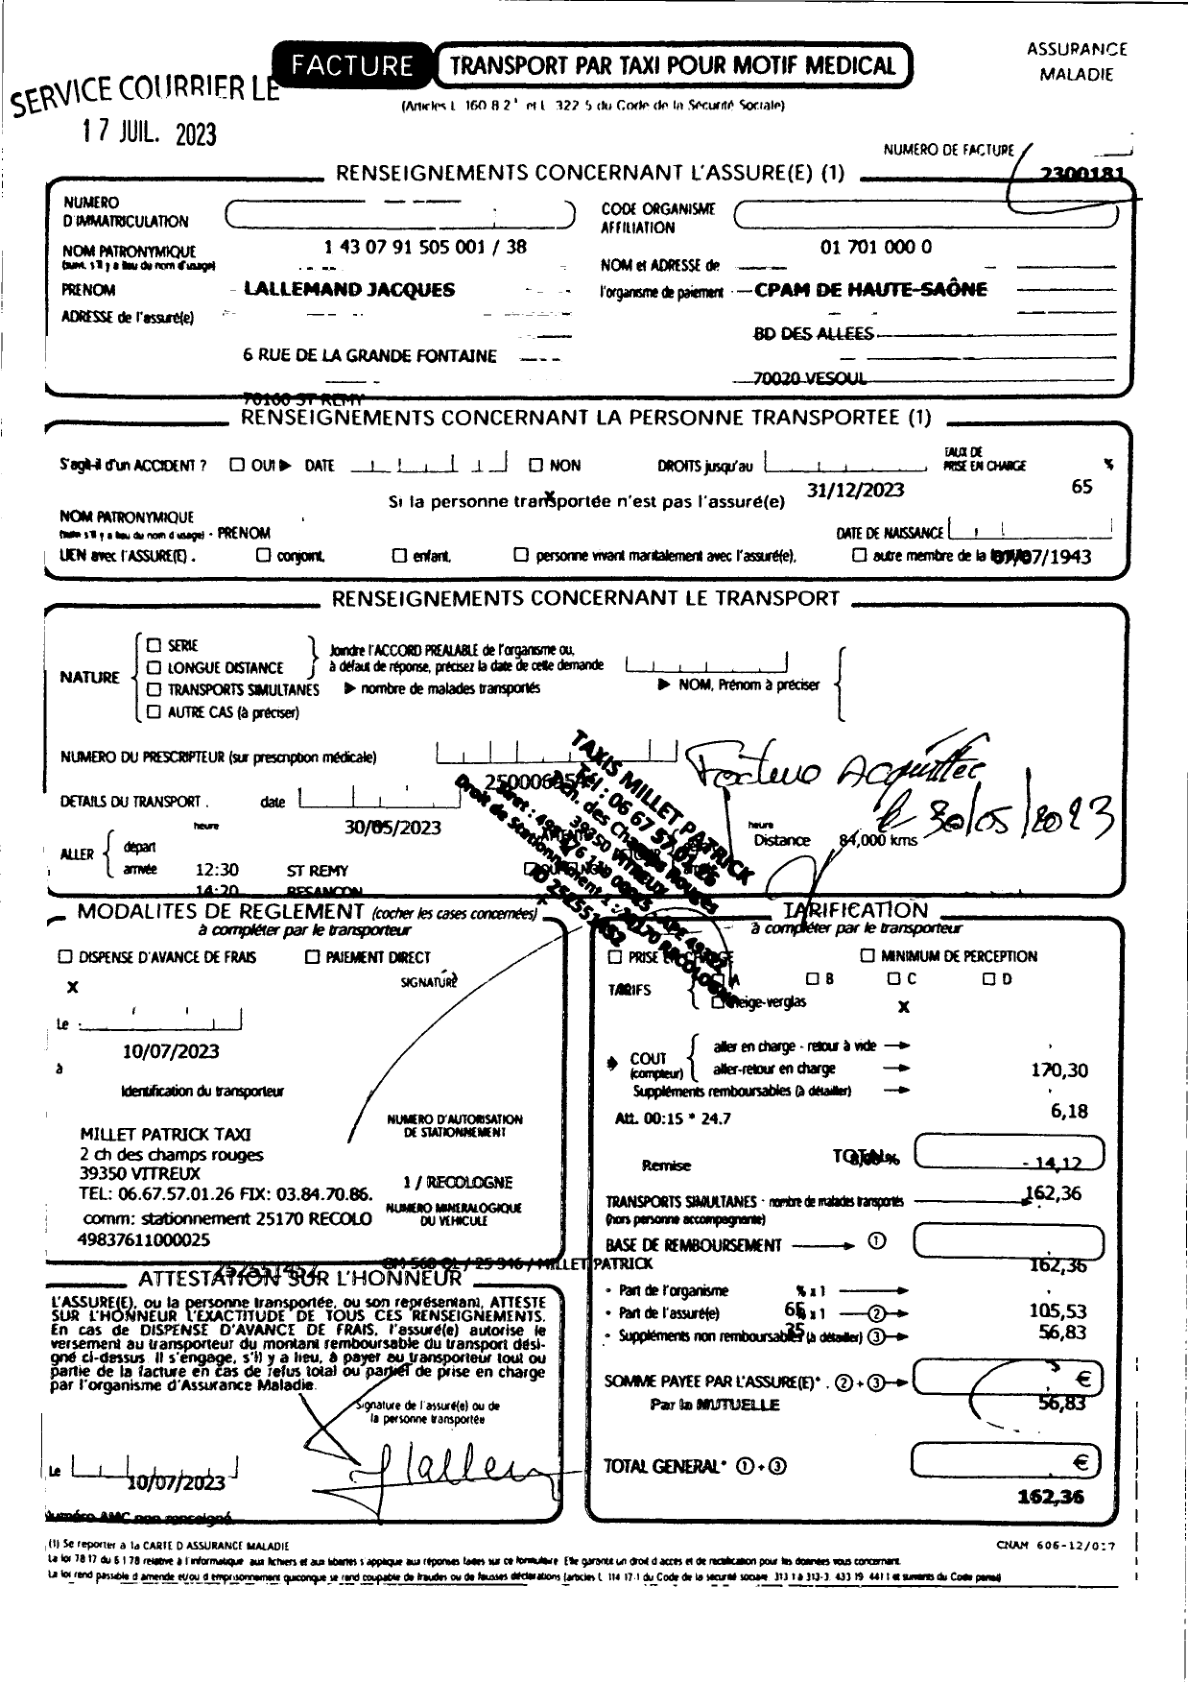 FACTURE TRANSPORT PAR TAXI POUR MOTIF MEDICAL
ASSURANCE
MALADIE
SERVICE COURRIER LE
17 JUIL. 2023
(Articles L 160 8 2° et L 322 5 du Code de la Sécurité Sociale)
NUMERO DE FACTURE
2300181
RENSEIGNEMENTS CONCERNANT L'ASSURE(E) (1)
NUMERO
D'IMMATRICULATION
1 43 07 91 505 001 / 38
CODE ORGANISME
AFFILIATION
01 701 000 0
NOM PATRONYMIQUE
(suivi, s'il y a lieu du nom d'usage)
PRENOM
LALLEMAND JACQUES
NOM et ADRESSE de
l'organisme de paiement
CPAM DE HAUTE-SAÔNE
ADRESSE de l'assuré(e)
BD DES ALLEES
6 RUE DE LA GRANDE FONTAINE
70020 VESOUL
70160 ST REMY
RENSEIGNEMENTS CONCERNANT LA PERSONNE TRANSPORTEE (1)
S'agit-il d'un ACCIDENT ? OUI DATE NON
DROITS jusqu'au
31/12/2023
TAUX DE
PRISE EN CHARGE %
65
Si la personne transportée n'est pas l'assuré(e)
x
NOM PATRONYMIQUE
(suivi s'il y a lieu du nom d usage) - PRENOM
DATE DE NAISSANCE
LIEN avec l'ASSURE(E) . conjoint, enfant, personne vivant maritalement avec l'assuré(e), autre membre de la
07/07/1943
RENSEIGNEMENTS CONCERNANT LE TRANSPORT
NATURE
SERIE
LONGUE DISTANCE
TRANSPORTS SIMULTANES
AUTRE CAS (à préciser)
Joindre l'ACCORD PREALABLE de l'organisme ou,
à défaut de réponse, précisez la date de cette demande
nombre de malades transportés
NOM, Prénom à préciser
NUMERO DU PRESCRIPTEUR (sur prescription médicale)
DETAILS DU TRANSPORT . date
30/05/2023
Facture Acquittée
le 30/05/2023
TAXIS MILLET PATRICK
Tél : 06 67 57 01 26
2 ch. des Champs Rouges
39350 VITREUX
ALLER
heure
départ
arrivée
12:30 ST REMY
14:20 BESANCON
heure
Distance 84,000 kms
MODALITES DE REGLEMENT (cocher les cases concernées)
à compléter par le transporteur
DISPENSE D'AVANCE DE FRAIS
PAIEMENT DIRECT
x
SIGNATURE
Le
10/07/2023
à
Identification du transporteur
MILLET PATRICK TAXI
2 ch des champs rouges
39350 VITREUX
TEL: 06.67.57.01.26 FIX: 03.84.70.86.
comm: stationnement 25170 RECOLO
49837611000025
NUMERO D'AUTORISATION
DE STATIONNEMENT
1 / RECOLOGNE
NUMERO MINERALOGIQUE
DU VEHICULE
MILLET PATRICK
TARIFICATION
à compléter par le transporteur
PRISE
MINIMUM DE PERCEPTION
TARIFS
A B C D
neige-verglas
x
COUT
(compteur)
aller en charge - retour à vide
aller-retour en charge
170,30
Suppléments remboursables (à détailler)
Att. 00:15 * 24.7
6,18
TOTAL
Remise
- 14,12
TRANSPORTS SIMULTANES - nombre de malades transportés
(hors personne accompagnante)
162,36
BASE DE REMBOURSEMENT ①
162,36
• Part de l'organisme % x 1
65
105,53
• Part de l'assuré(e) x 1 ②
35
56,83
• Suppléments non remboursables (à détailler) ③
SOMME PAYEE PAR L'ASSURE(E)* . ②+③ €
Par la MUTUELLE
56,83
TOTAL GENERAL* ①+③ €
162,36
ATTESTATION SUR L'HONNEUR
L'ASSURE(E), ou la personne transportée, ou son représentant, ATTESTE
SUR L'HONNEUR L'EXACTITUDE DE TOUS CES RENSEIGNEMENTS.
En cas de DISPENSE D'AVANCE DE FRAIS, l'assuré(e) autorise le
versement au transporteur du montant remboursable du transport dési-
gné ci-dessus. Il s'engage, s'il y a lieu, à payer au transporteur tout ou
partie de la facture en cas de refus total ou partiel de prise en charge
par l'organisme d'Assurance Maladie.
Signature de l'assuré(e) ou de
la personne transportée
Le
10/07/2023
Numéro AMC non renseigné
(1) Se reporter à la CARTE D ASSURANCE MALADIE
CNAM 606-12/017
La loi 78 17 du 6 1 78 relative à l'informatique aux fichiers et aux libertés s applique aux réponses faites sur ce formulaire Elle garantit un droit d accès et de rectification pour les données vous concernant
La loi rend passible d amende et/ou d emprisonnement quiconque se rend coupable de fraudes ou de fausses déclarations (articles L 114 17-1 du Code de la sécurité sociale 313 1 à 313-3, 433 19 441 1 et suivants du Code pénal)